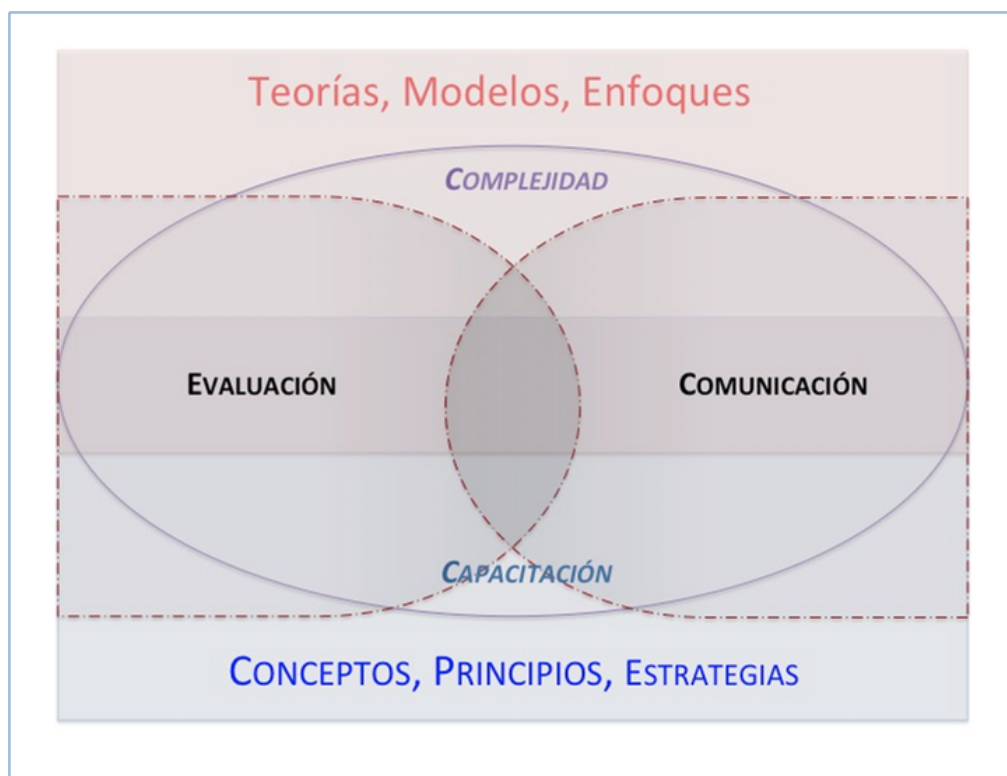 Teorías, Modelos, Enfoques
COMPLEJIDAD
EVALUACIÓN
COMUNICACIÓN
CAPACITACIÓN
CONCEPTOS, PRINCIPIOS, ESTRATEGIAS